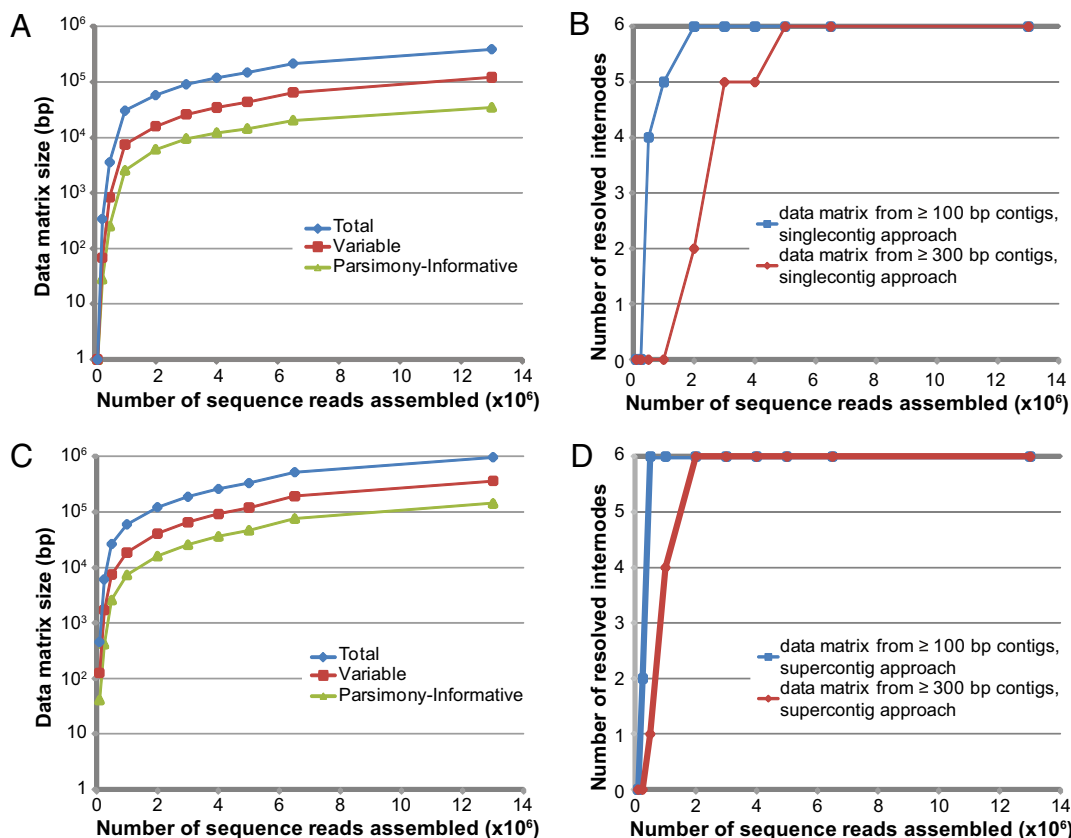 A
Data matrix size (bp)
10⁶
10⁵
10⁴
10³
10²
10
1
0 2 4 6 8 10 12 14
Number of sequence reads assembled (x10⁶)
Total
Variable
Parsimony-Informative
B
Number of resolved internodes
6
5
4
3
2
1
0
0 2 4 6 8 10 12 14
Number of sequence reads assembled (x10⁶)
data matrix from ≥ 100 bp contigs,
singlecontig approach
data matrix from ≥ 300 bp contigs,
singlecontig approach
C
Data matrix size (bp)
10⁶
10⁵
10⁴
10³
10²
10
1
0 2 4 6 8 10 12 14
Number of sequence reads assembled (x10⁶)
Total
Variable
Parsimony-Informative
D
Number of resolved internodes
6
5
4
3
2
1
0
0 2 4 6 8 10 12 14
Number of sequence reads assembled (x10⁶)
data matrix from ≥ 100 bp contigs,
supercontig approach
data matrix from ≥ 300 bp contigs,
supercontig approach